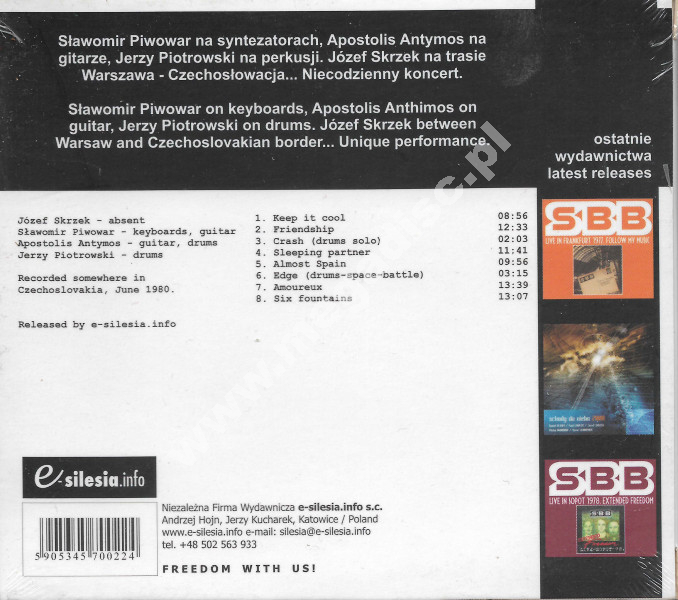 Sławomir Piwowar na syntezatorach, Apostolis Antymos na
gitarze, Jerzy Piotrowski na perkusji. Józef Skrzek na trasie
Warszawa - Czechosłowacja... Niecodzienny koncert.
Sławomir Piwowar on keyboards, Apostolis Anthimos on
guitar, Jerzy Piotrowski on drums. Józef Skrzek between
Warsaw and Czechoslovakian border... Unique performance.
ostatnie
wydawnictwa
latest releases
Józef Skrzek - absent
Sławomir Piwowar - keyboards, guitar
Apostolis Antymos - guitar, drums
Jerzy Piotrowski - drums
Recorded somewhere in
Czechoslovakia, June 1980.
Released by e-silesia.info
1. Keep it cool 08:56
2. Friendship 12:33
3. Crash (drums solo) 02:03
4. Sleeping partner 11:41
5. Almost Spain 09:56
6. Edge (drums-space-battle) 03:15
7. Amoureux 13:39
8. Six fountains 13:07
SBB
LIVE IN FRANKFURT 1977. FOLLOW MY MUSIC
SBB
LIVE IN SOPOT 1978. EXTENDED FREEDOM
e-silesia.info
Niezależna Firma Wydawnicza e-silesia.info s.c.
Andrzej Hojn, Jerzy Kucharek, Katowice / Poland
www.e-silesia.info e-mail: silesia@e-silesia.info
tel. +48 502 563 933
FREEDOM WITH US!
5 905345 700224